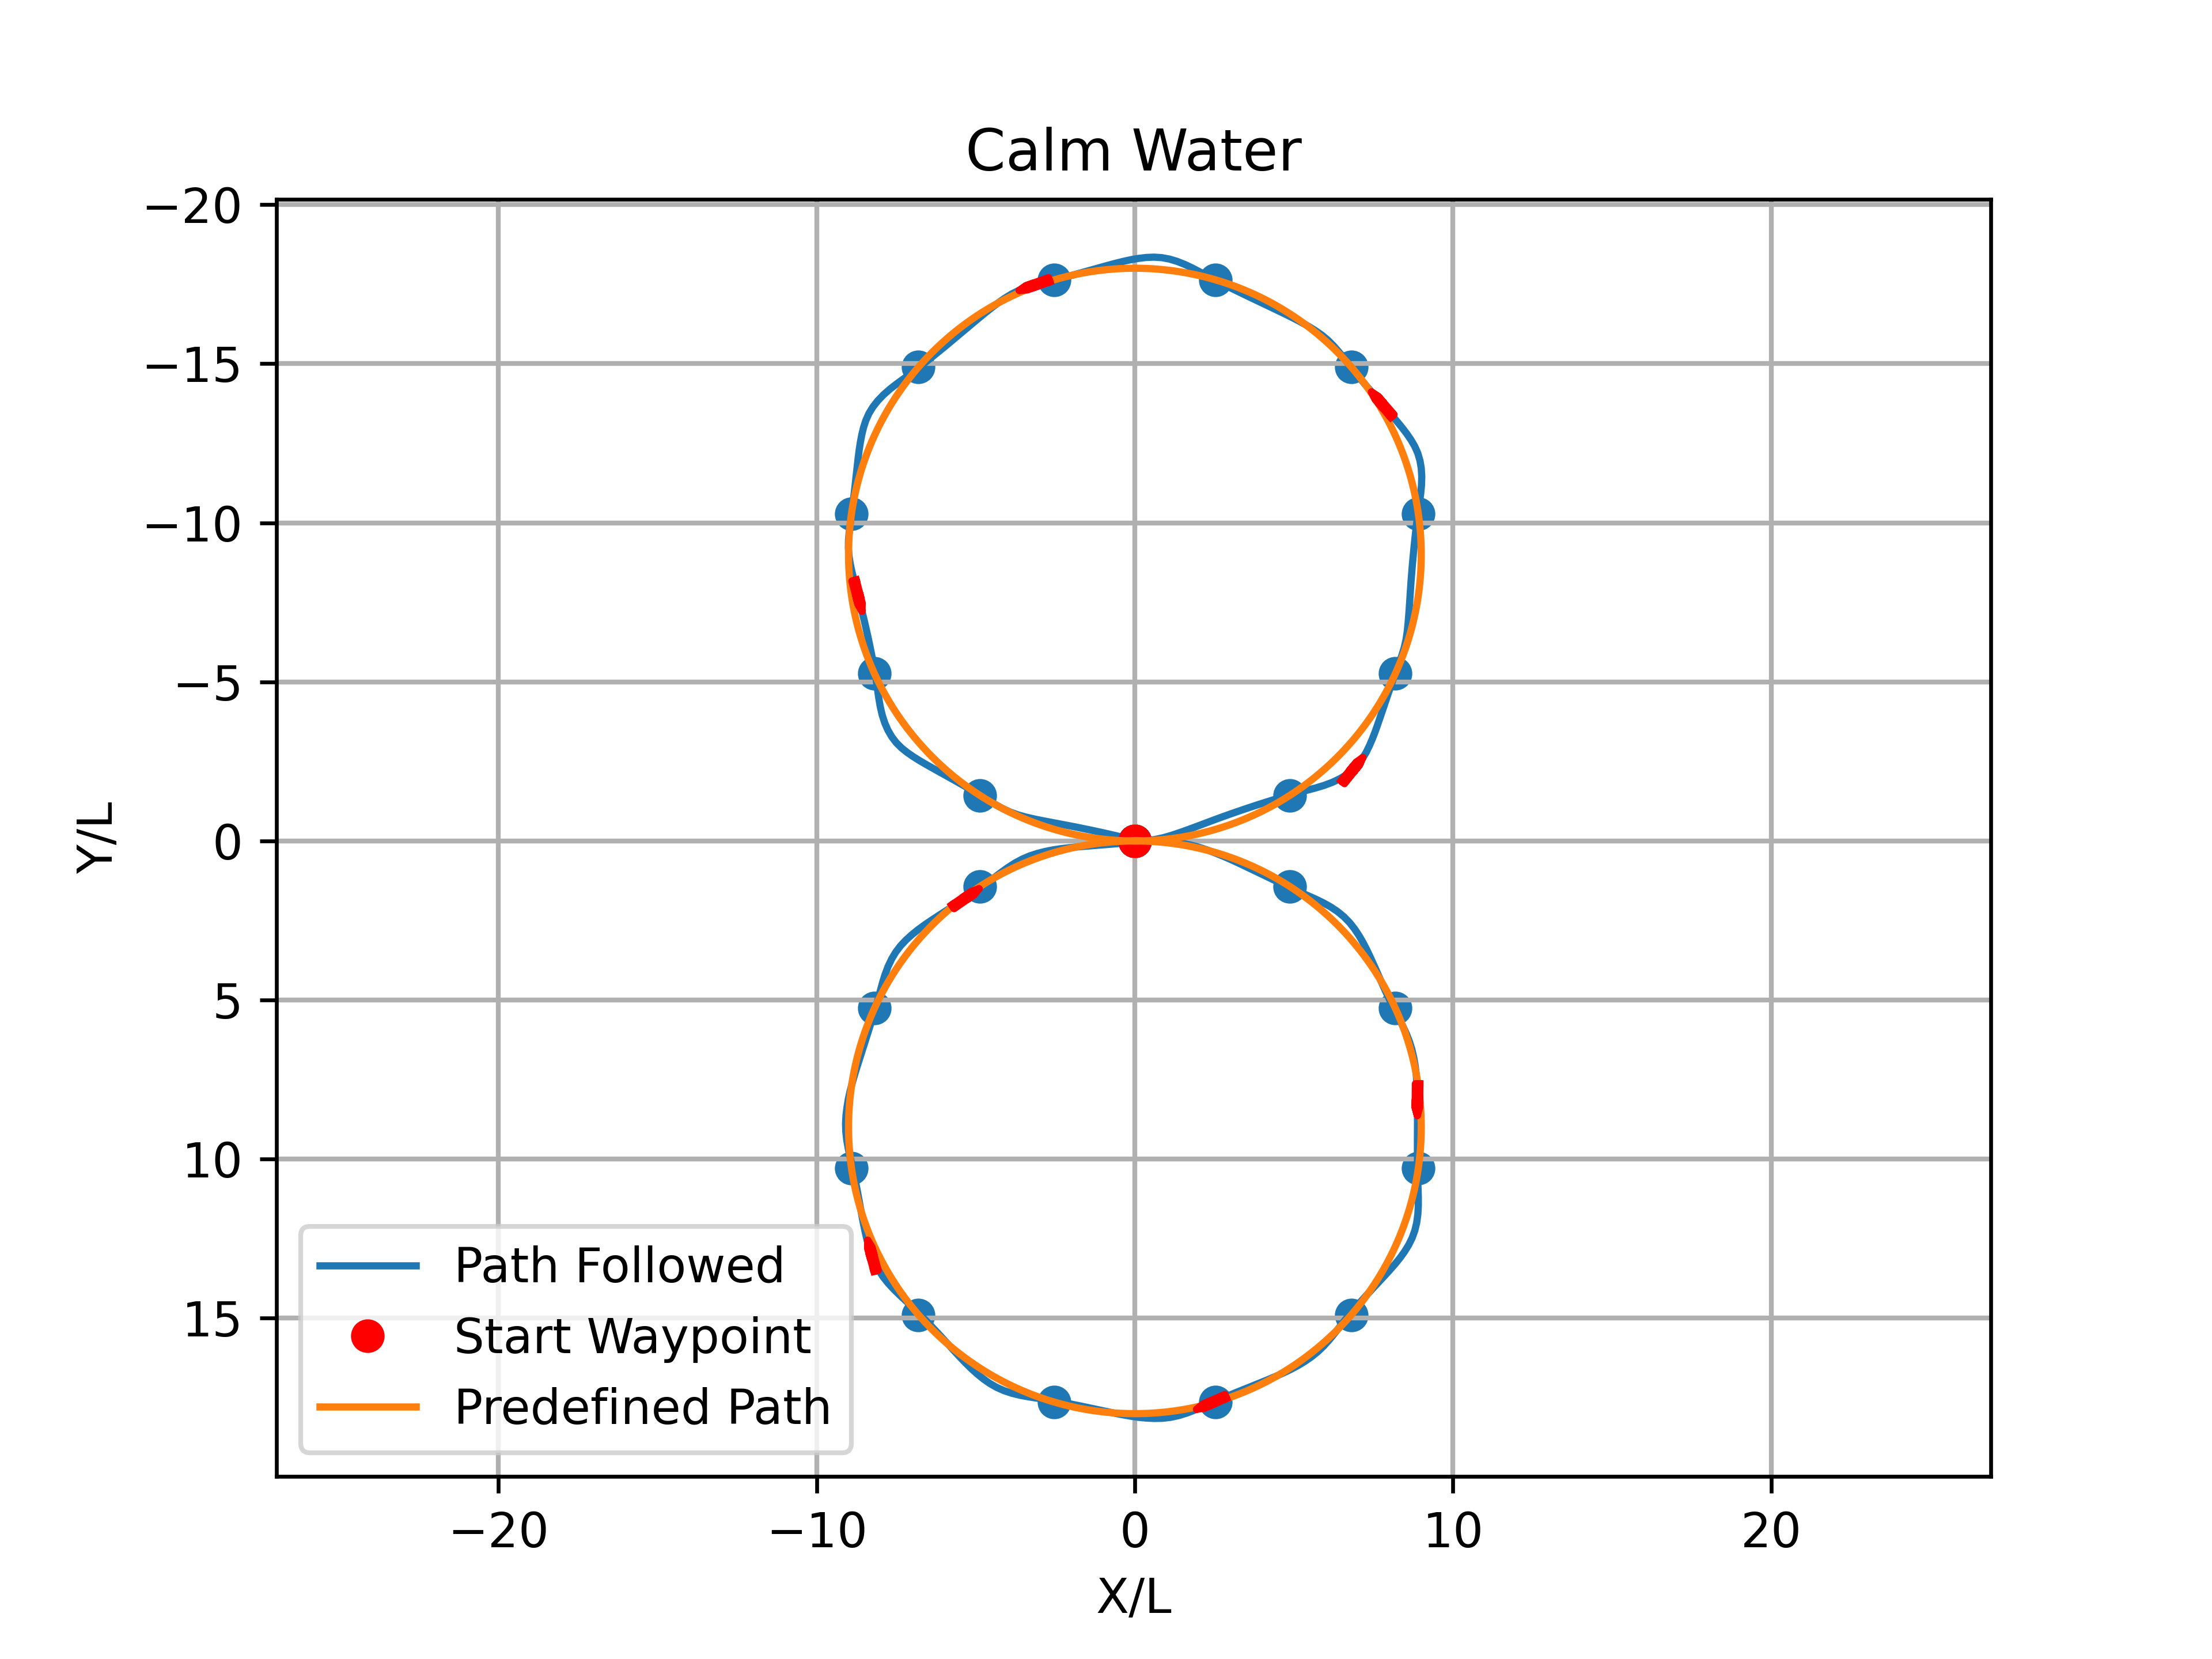 Calm Water
−20
−15
−10
−5
0
5
10
15
Y/L
Path Followed
Start Waypoint
Predefined Path
−20 −10 0 10 20
X/L